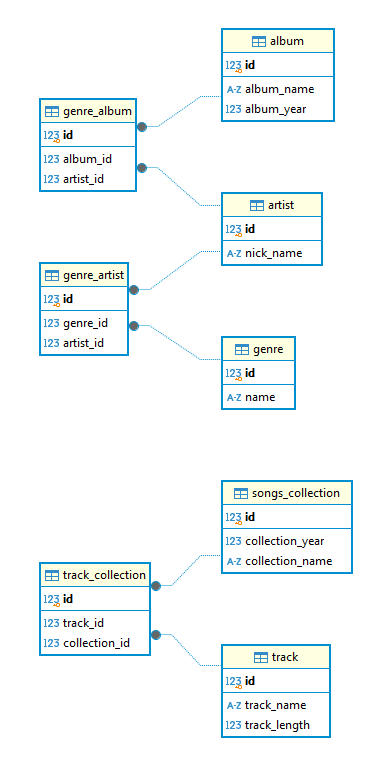 album
123 id
A-Z album_name
123 album_year
genre_album
123 id
123 album_id
123 artist_id
artist
123 id
A-Z nick_name
genre_artist
123 id
123 genre_id
123 artist_id
genre
123 id
A-Z name
songs_collection
123 id
123 collection_year
A-Z collection_name
track_collection
123 id
123 track_id
123 collection_id
track
123 id
A-Z track_name
123 track_length